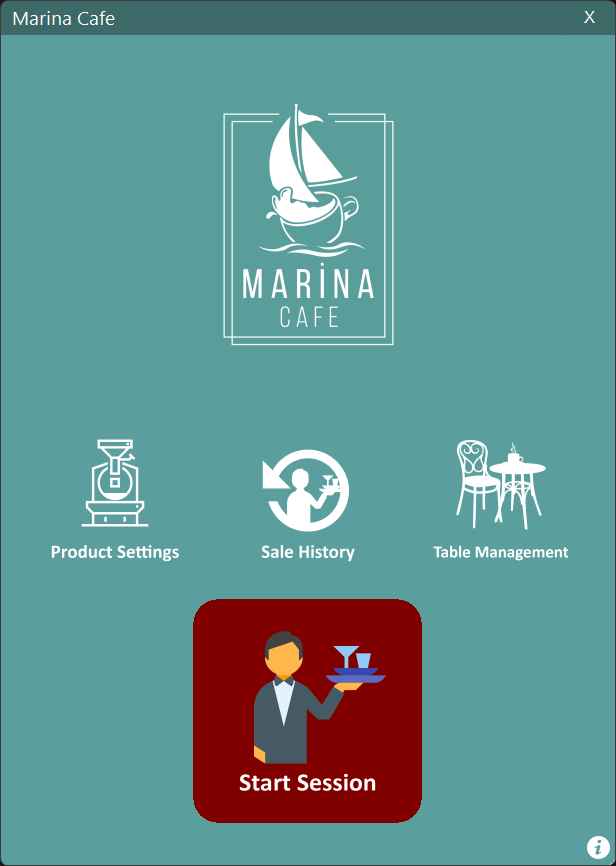 Marina Cafe X
MARİNA
CAFE
Product Settings
Sale History
Table Management
Start Session
i